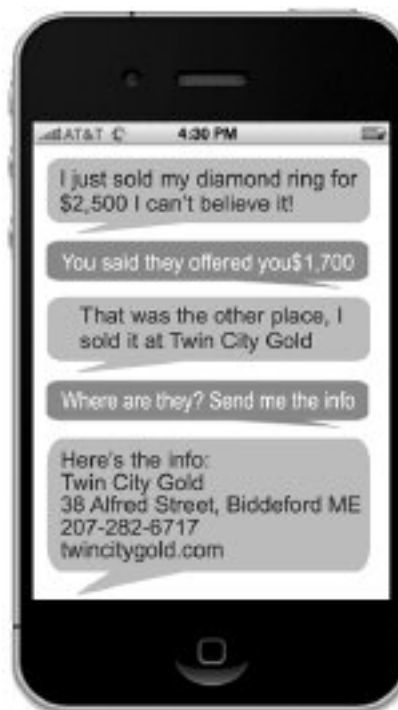 AT&T 4:30 PM
I just sold my diamond ring for
$2,500 I can't believe it!
You said they offered you$1,700
That was the other place, I
sold it at Twin City Gold
Where are they? Send me the info
Here's the info:
Twin City Gold
38 Alfred Street, Biddeford ME
207-282-6717
twincitygold.com